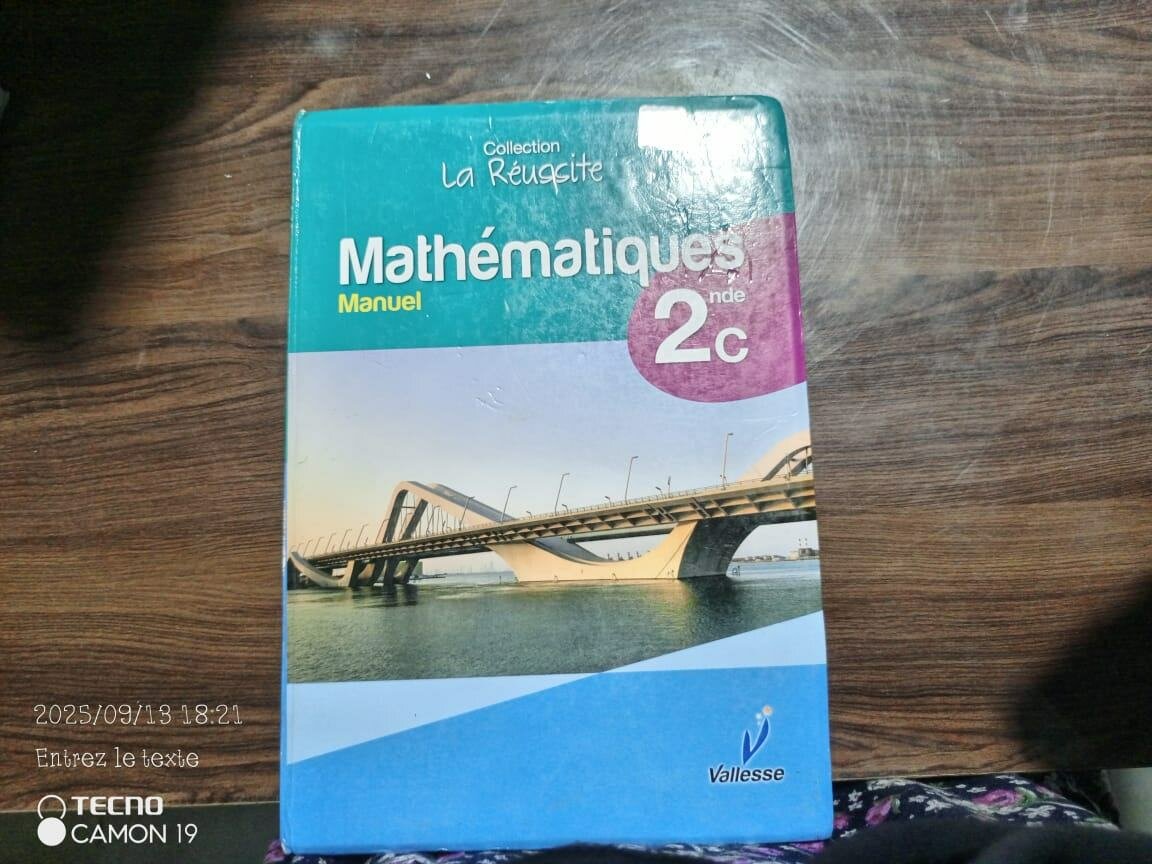 Collection
La Réussite
Mathématiques
Manuel
2nde C
Vallesse
2025/09/13 18:21
Entrez le texte
TECNO
CAMON 19